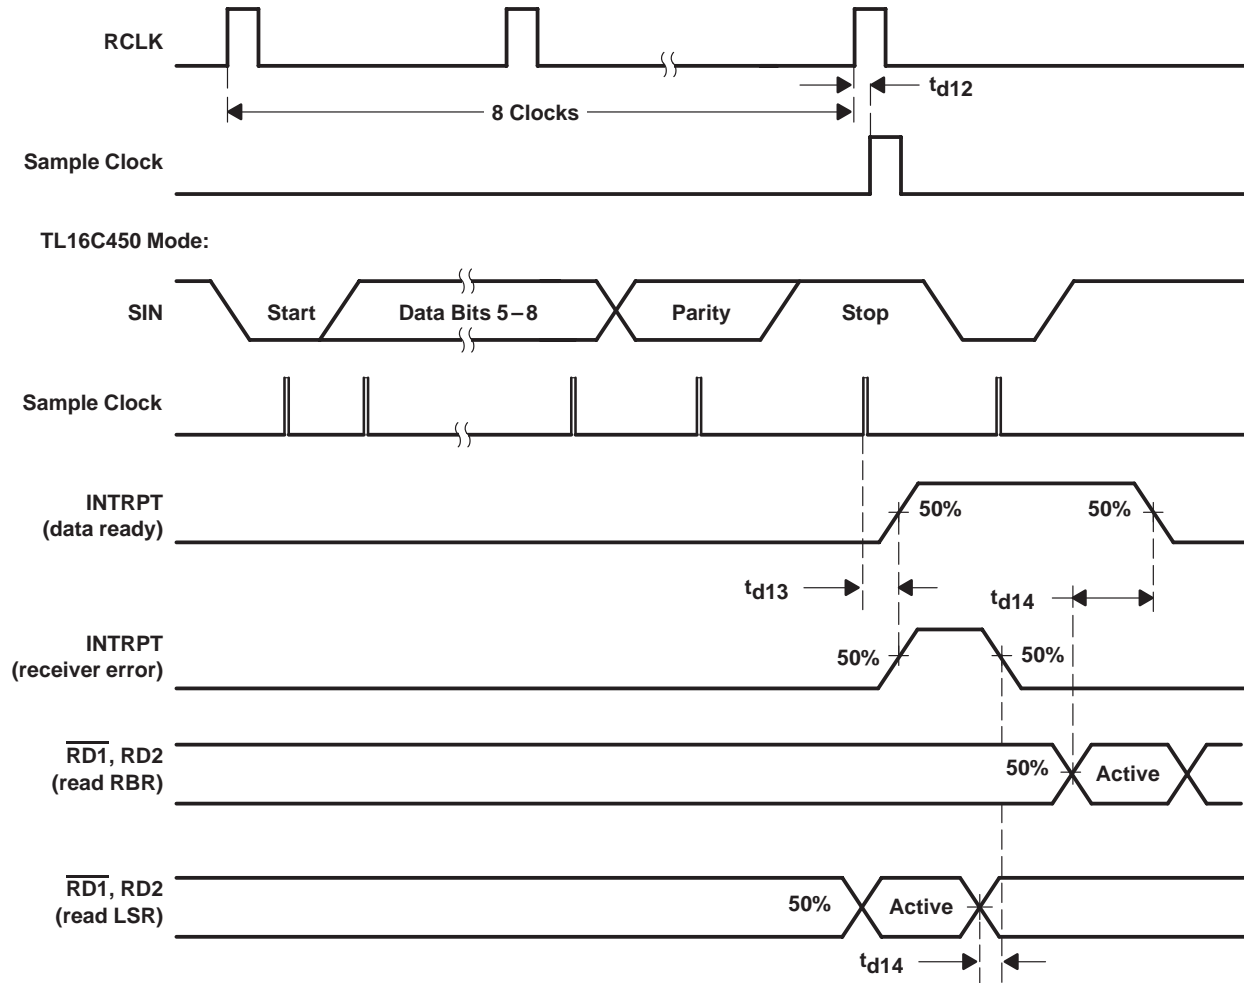 RCLK
td12
8 Clocks
Sample Clock
TL16C450 Mode:
SIN
Start
Data Bits 5–8
Parity
Stop
Sample Clock
INTRPT
(data ready)
50%
50%
td13
td14
INTRPT
(receiver error)
50%
50%
RD1, RD2
(read RBR)
50%
Active
RD1, RD2
(read LSR)
50%
Active
td14